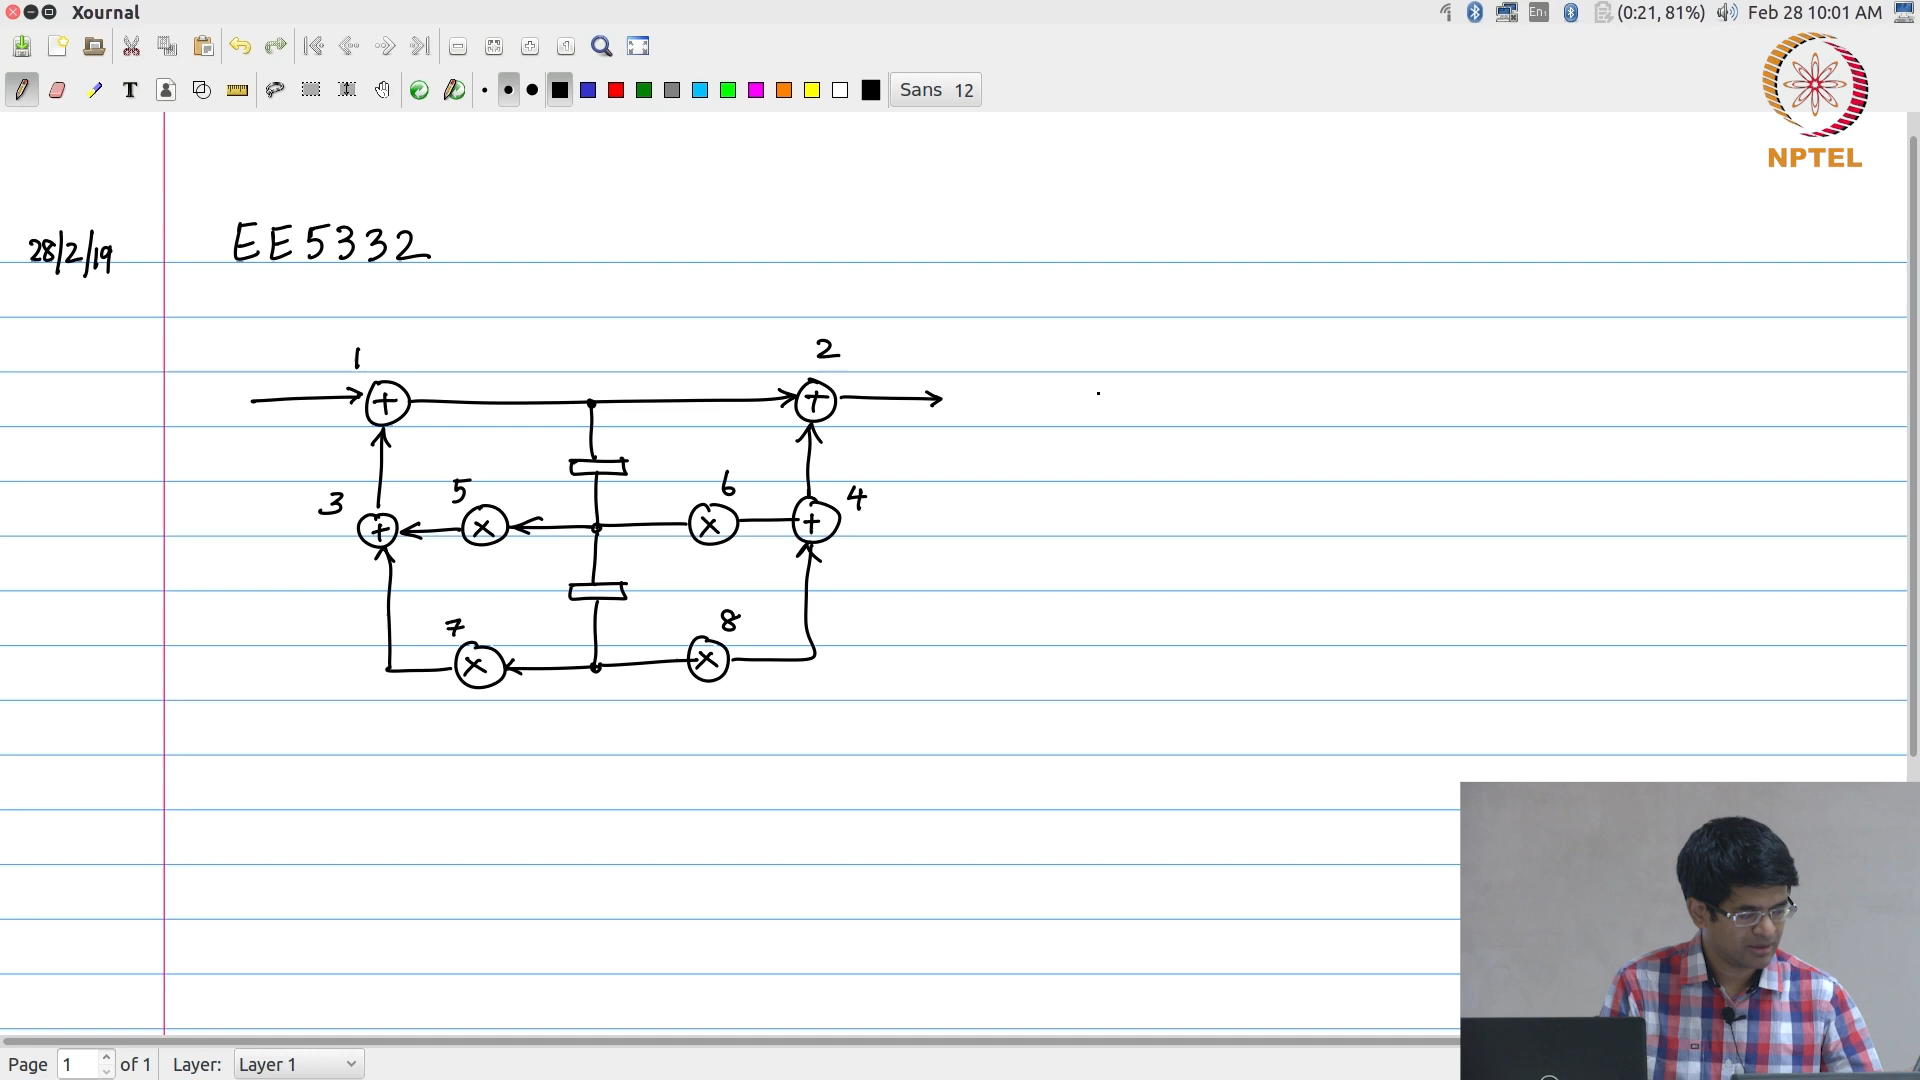 Xournal
En1
(0:21, 81%)
Feb 28 10:01 AM
T
Sans 12
NPTEL
28/2/19
EE5332
1
2
+
+
3
5
6
4
+
×
×
+
7
8
×
×
Page 1 of 1
Layer: Layer 1